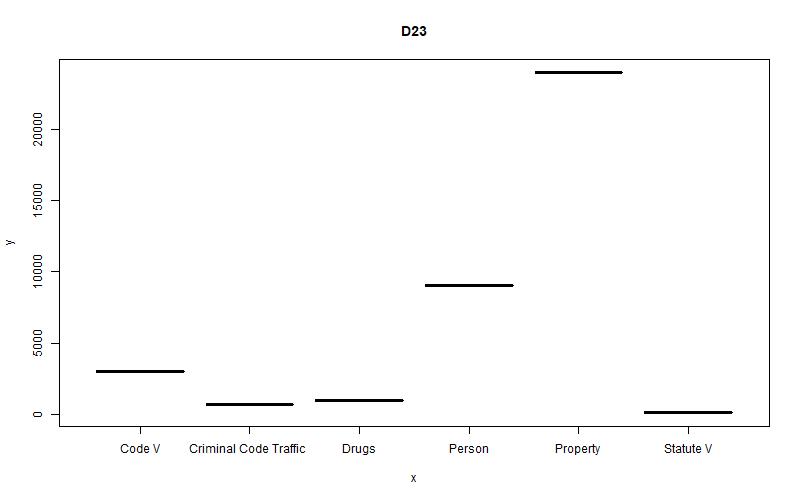 D23
y
20000
15000
10000
5000
0
Code V
Criminal Code Traffic
Drugs
Person
Property
Statute V
x